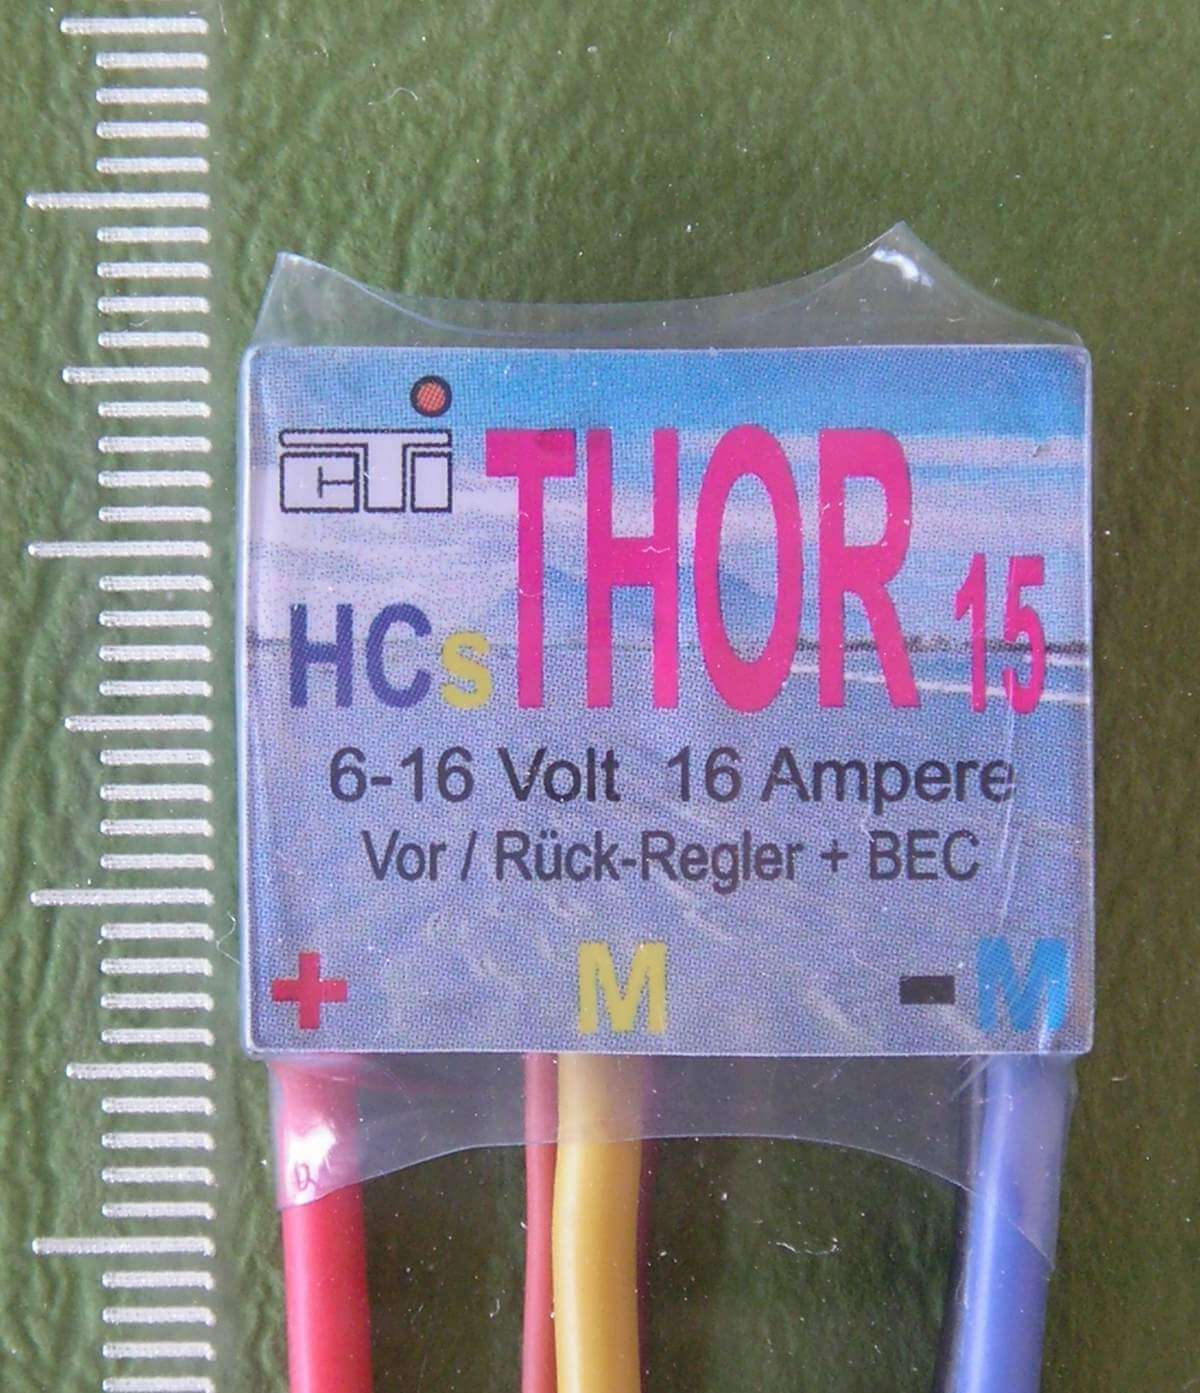 CTi
THOR 15
HCs
6-16 Volt 16 Ampere
Vor / Rück-Regler + BEC
+ M - M